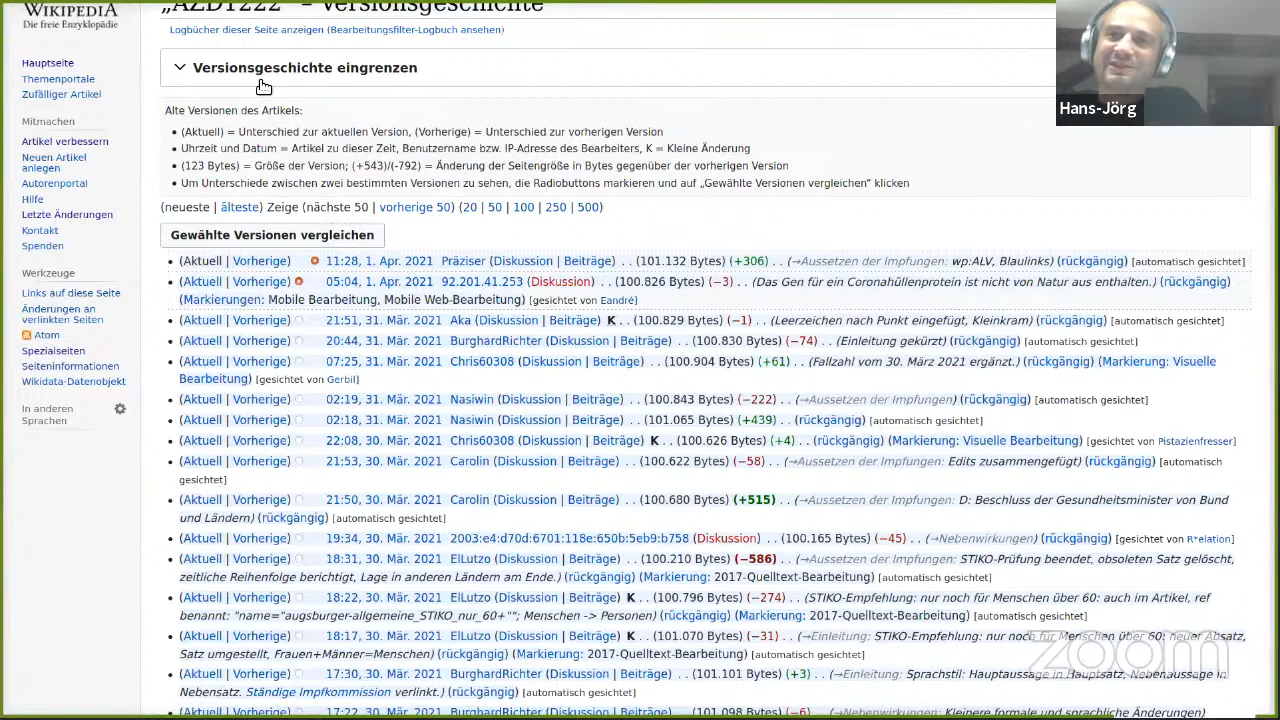 WIKIPEDIA
Die freie Enzyklopädie
„AZD1222“ – Versionsgeschichte
Logbücher dieser Seite anzeigen (Bearbeitungsfilter-Logbuch ansehen)
Versionsgeschichte eingrenzen
Hans-Jörg
Hauptseite
Themenportale
Zufälliger Artikel
Mitmachen
Artikel verbessern
Neuen Artikel
anlegen
Autorenportal
Hilfe
Letzte Änderungen
Kontakt
Spenden
Werkzeuge
Links auf diese Seite
Änderungen an
verlinkten Seiten
Atom
Spezialseiten
Seiteninformationen
Wikidata-Datenobjekt
In anderen
Sprachen
Alte Versionen des Artikels:
• (Aktuell) = Unterschied zur aktuellen Version, (Vorherige) = Unterschied zur vorherigen Version
• Uhrzeit und Datum = Artikel zu dieser Zeit, Benutzername bzw. IP-Adresse des Bearbeiters, K = Kleine Änderung
• (123 Bytes) = Größe der Version; (+543)/(-792) = Änderung der Seitengröße in Bytes gegenüber der vorherigen Version
• Um Unterschiede zwischen zwei bestimmten Versionen zu sehen, die Radiobuttons markieren und auf „Gewählte Versionen vergleichen“ klicken
(neueste | älteste) Zeige (nächste 50 | vorherige 50) (20 | 50 | 100 | 250 | 500)
Gewählte Versionen vergleichen
• (Aktuell | Vorherige) 11:28, 1. Apr. 2021 Präziser (Diskussion | Beiträge) . . (101.132 Bytes) (+306) . . (→Aussetzen der Impfungen: wp:ALV, Blaulinks) (rückgängig) [automatisch gesichtet]
• (Aktuell | Vorherige) 05:04, 1. Apr. 2021 92.201.41.253 (Diskussion) . . (100.826 Bytes) (−3) . . (Das Gen für ein Coronahüllenprotein ist nicht von Natur aus enthalten.) (rückgängig)
(Markierungen: Mobile Bearbeitung, Mobile Web-Bearbeitung) [gesichtet von Eandré]
• (Aktuell | Vorherige) 21:51, 31. Mär. 2021 Aka (Diskussion | Beiträge) K . . (100.829 Bytes) (−1) . . (Leerzeichen nach Punkt eingefügt, Kleinkram) (rückgängig) [automatisch gesichtet]
• (Aktuell | Vorherige) 20:44, 31. Mär. 2021 BurghardRichter (Diskussion | Beiträge) . . (100.830 Bytes) (−74) . . (Einleitung gekürzt) (rückgängig) [automatisch gesichtet]
• (Aktuell | Vorherige) 07:25, 31. Mär. 2021 Chris60308 (Diskussion | Beiträge) . . (100.904 Bytes) (+61) . . (Fallzahl vom 30. März 2021 ergänzt.) (rückgängig) (Markierung: Visuelle
Bearbeitung) [gesichtet von Gerbil]
• (Aktuell | Vorherige) 02:19, 31. Mär. 2021 Nasiwin (Diskussion | Beiträge) . . (100.843 Bytes) (−222) . . (→Aussetzen der Impfungen) (rückgängig) [automatisch gesichtet]
• (Aktuell | Vorherige) 02:18, 31. Mär. 2021 Nasiwin (Diskussion | Beiträge) . . (101.065 Bytes) (+439) . . (rückgängig) [automatisch gesichtet]
• (Aktuell | Vorherige) 22:08, 30. Mär. 2021 Chris60308 (Diskussion | Beiträge) K . . (100.626 Bytes) (+4) . . (rückgängig) (Markierung: Visuelle Bearbeitung) [gesichtet von Pistazienfresser]
• (Aktuell | Vorherige) 21:53, 30. Mär. 2021 Carolin (Diskussion | Beiträge) . . (100.622 Bytes) (−58) . . (→Aussetzen der Impfungen: Edits zusammengefügt) (rückgängig) [automatisch
gesichtet]
• (Aktuell | Vorherige) 21:50, 30. Mär. 2021 Carolin (Diskussion | Beiträge) . . (100.680 Bytes) (+515) . . (→Aussetzen der Impfungen: D: Beschluss der Gesundheitsminister von Bund
und Ländern) (rückgängig) [automatisch gesichtet]
• (Aktuell | Vorherige) 19:34, 30. Mär. 2021 2003:e4:d70d:6701:118e:650b:5eb9:b758 (Diskussion) . . (100.165 Bytes) (−45) . . (→Nebenwirkungen) (rückgängig) [gesichtet von R*elation]
• (Aktuell | Vorherige) 18:31, 30. Mär. 2021 ElLutzo (Diskussion | Beiträge) . . (100.210 Bytes) (−586) . . (→Aussetzen der Impfungen: STIKO-Prüfung beendet, obsoleten Satz gelöscht,
zeitliche Reihenfolge berichtigt, Lage in anderen Ländern am Ende.) (rückgängig) (Markierung: 2017-Quelltext-Bearbeitung) [automatisch gesichtet]
• (Aktuell | Vorherige) 18:22, 30. Mär. 2021 ElLutzo (Diskussion | Beiträge) K . . (100.796 Bytes) (−274) . . (STIKO-Empfehlung: nur noch für Menschen über 60: auch im Artikel, ref
benannt: "name="augsburger-allgemeine_STIKO_nur_60+""; Menschen -> Personen) (rückgängig) (Markierung: 2017-Quelltext-Bearbeitung) [automatisch gesichtet]
• (Aktuell | Vorherige) 18:17, 30. Mär. 2021 ElLutzo (Diskussion | Beiträge) K . . (101.070 Bytes) (−31) . . (→Einleitung: STIKO-Empfehlung: nur noch für Menschen über 60: neuer Absatz,
Satz umgestellt, Frauen+Männer=Menschen) (rückgängig) (Markierung: 2017-Quelltext-Bearbeitung) [automatisch gesichtet]
• (Aktuell | Vorherige) 17:30, 30. Mär. 2021 BurghardRichter (Diskussion | Beiträge) . . (101.101 Bytes) (+3) . . (→Einleitung: Sprachstil: Hauptaussage in Hauptsatz, Nebenaussage in
Nebensatz. Ständige Impfkommission verlinkt.) (rückgängig) [automatisch gesichtet]
• (Aktuell | Vorherige) 17:22, 30. Mär. 2021 BurghardRichter (Diskussion | Beiträge) . . (101.098 Bytes) (−6) . . (→Nebenwirkungen: Kleinere formale und sprachliche Änderungen)
zoom